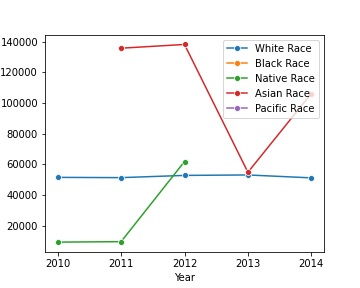 140000
120000
100000
80000
60000
40000
20000
White Race
Black Race
Native Race
Asian Race
Pacific Race
2010 2011 2012 2013 2014
Year